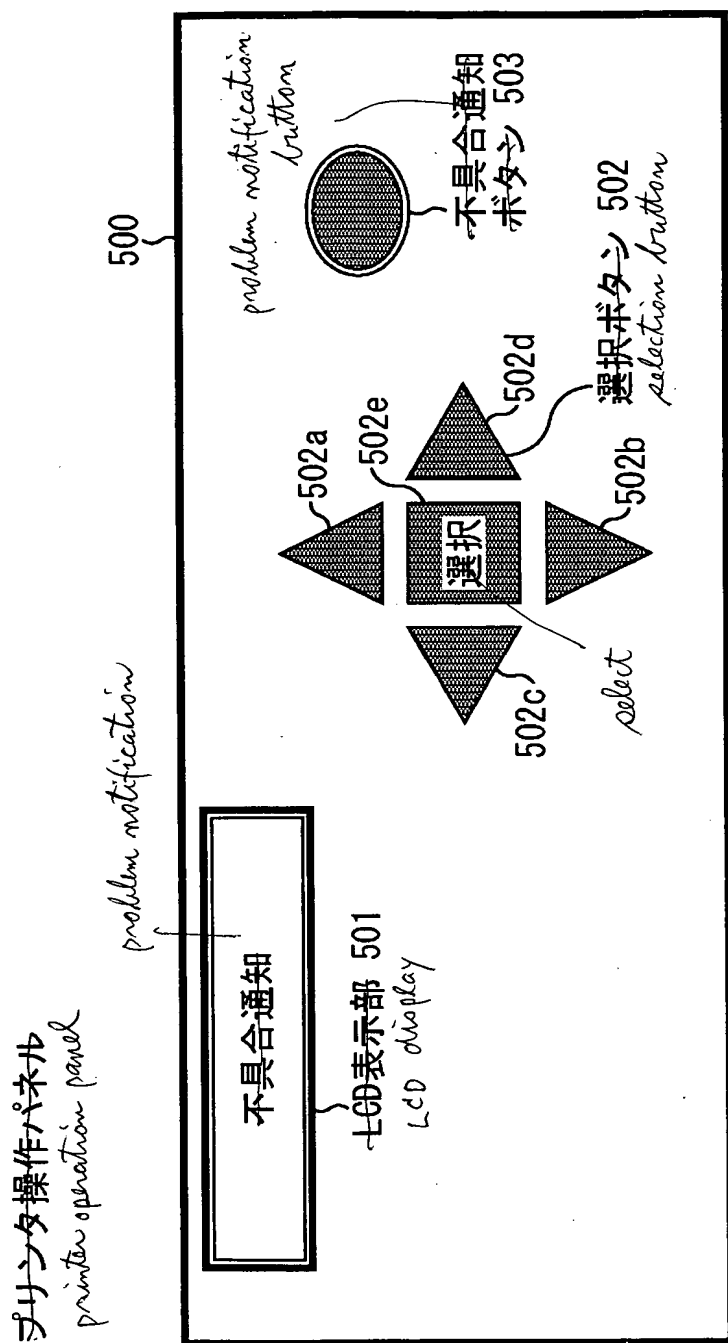 プリンタ操作パネル
printer operation panel
problem notification
500
problem notification
button
不具合通知
LCD表示部 501
LCD display
502a
502e
502d
502c
502b
選択
select
不具合通知
ボタン 503
選択ボタン 502
selection button